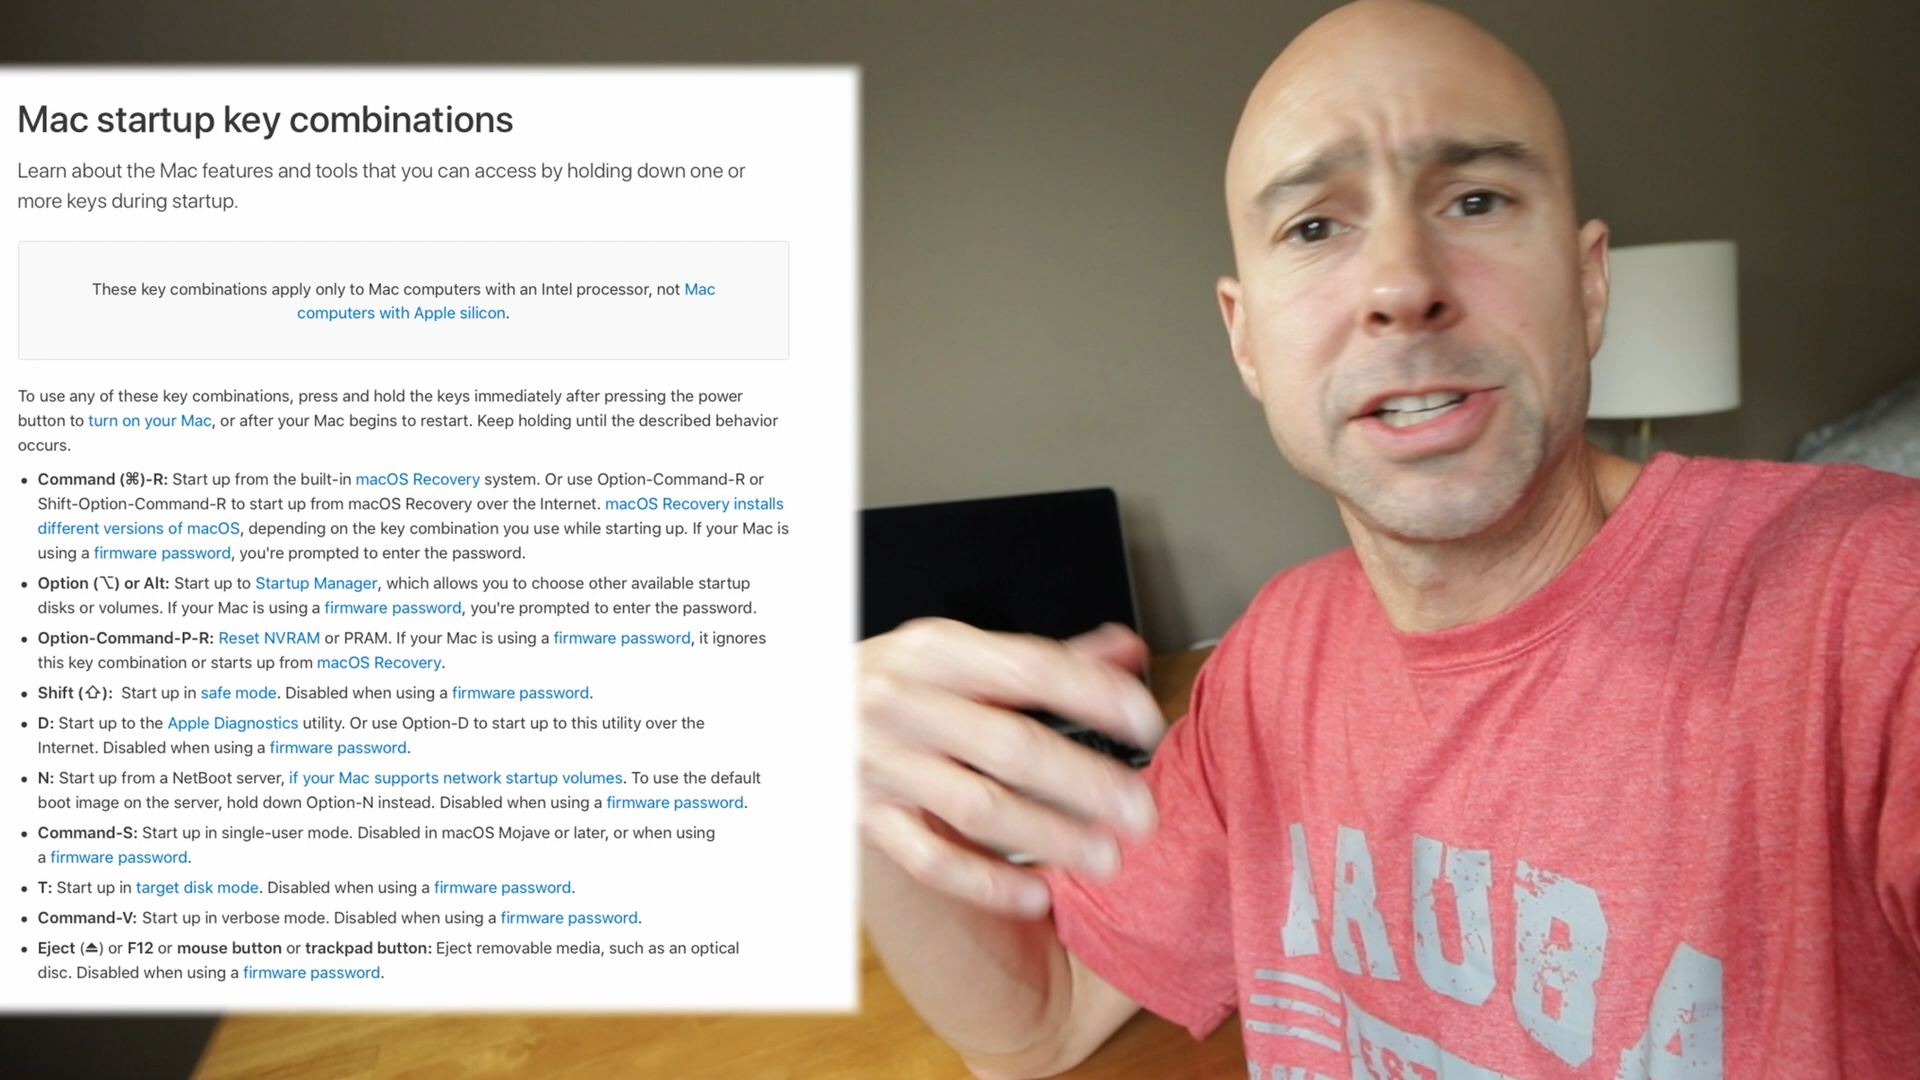 Mac startup key combinations
Learn about the Mac features and tools that you can access by holding down one or
more keys during startup.
These key combinations apply only to Mac computers with an Intel processor, not Mac
computers with Apple silicon.
To use any of these key combinations, press and hold the keys immediately after pressing the power
button to turn on your Mac, or after your Mac begins to restart. Keep holding until the described behavior
occurs.
• Command (⌘)-R: Start up from the built-in macOS Recovery system. Or use Option-Command-R or
Shift-Option-Command-R to start up from macOS Recovery over the Internet. macOS Recovery installs
different versions of macOS, depending on the key combination you use while starting up. If your Mac is
using a firmware password, you're prompted to enter the password.
• Option (⌥) or Alt: Start up to Startup Manager, which allows you to choose other available startup
disks or volumes. If your Mac is using a firmware password, you're prompted to enter the password.
• Option-Command-P-R: Reset NVRAM or PRAM. If your Mac is using a firmware password, it ignores
this key combination or starts up from macOS Recovery.
• Shift (⇧): Start up in safe mode. Disabled when using a firmware password.
• D: Start up to the Apple Diagnostics utility. Or use Option-D to start up to this utility over the
Internet. Disabled when using a firmware password.
• N: Start up from a NetBoot server, if your Mac supports network startup volumes. To use the default
boot image on the server, hold down Option-N instead. Disabled when using a firmware password.
• Command-S: Start up in single-user mode. Disabled in macOS Mojave or later, or when using
a firmware password.
• T: Start up in target disk mode. Disabled when using a firmware password.
• Command-V: Start up in verbose mode. Disabled when using a firmware password.
• Eject (⏏) or F12 or mouse button or trackpad button: Eject removable media, such as an optical
disc. Disabled when using a firmware password.
ARUBA
EST